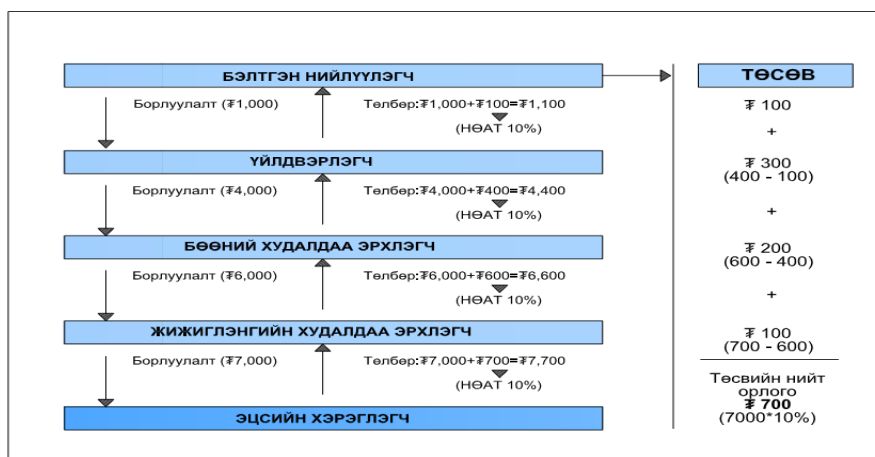 БЭЛТГЭН НИЙЛҮҮЛЭГЧ
Борлуулалт (₮1,000)
Төлбөр:₮1,000+₮100=₮1,100
(НӨАТ 10%)
ҮЙЛДВЭРЛЭГЧ
Борлуулалт (₮4,000)
Төлбөр:₮4,000+₮400=₮4,400
(НӨАТ 10%)
БӨӨНИЙ ХУДАЛДАА ЭРХЛЭГЧ
Борлуулалт (₮6,000)
Төлбөр:₮6,000+₮600=₮6,600
(НӨАТ 10%)
ЖИЖИГЛЭНГИЙН ХУДАЛДАА ЭРХЛЭГЧ
Борлуулалт (₮7,000)
Төлбөр:₮7,000+₮700=₮7,700
(НӨАТ 10%)
ЭЦСИЙН ХЭРЭГЛЭГЧ
ТӨСӨВ
₮ 100
+
₮ 300
(400 - 100)
+
₮ 200
(600 - 400)
+
₮ 100
(700 - 600)
Төсвийн нийт
орлого
₮ 700
(7000*10%)